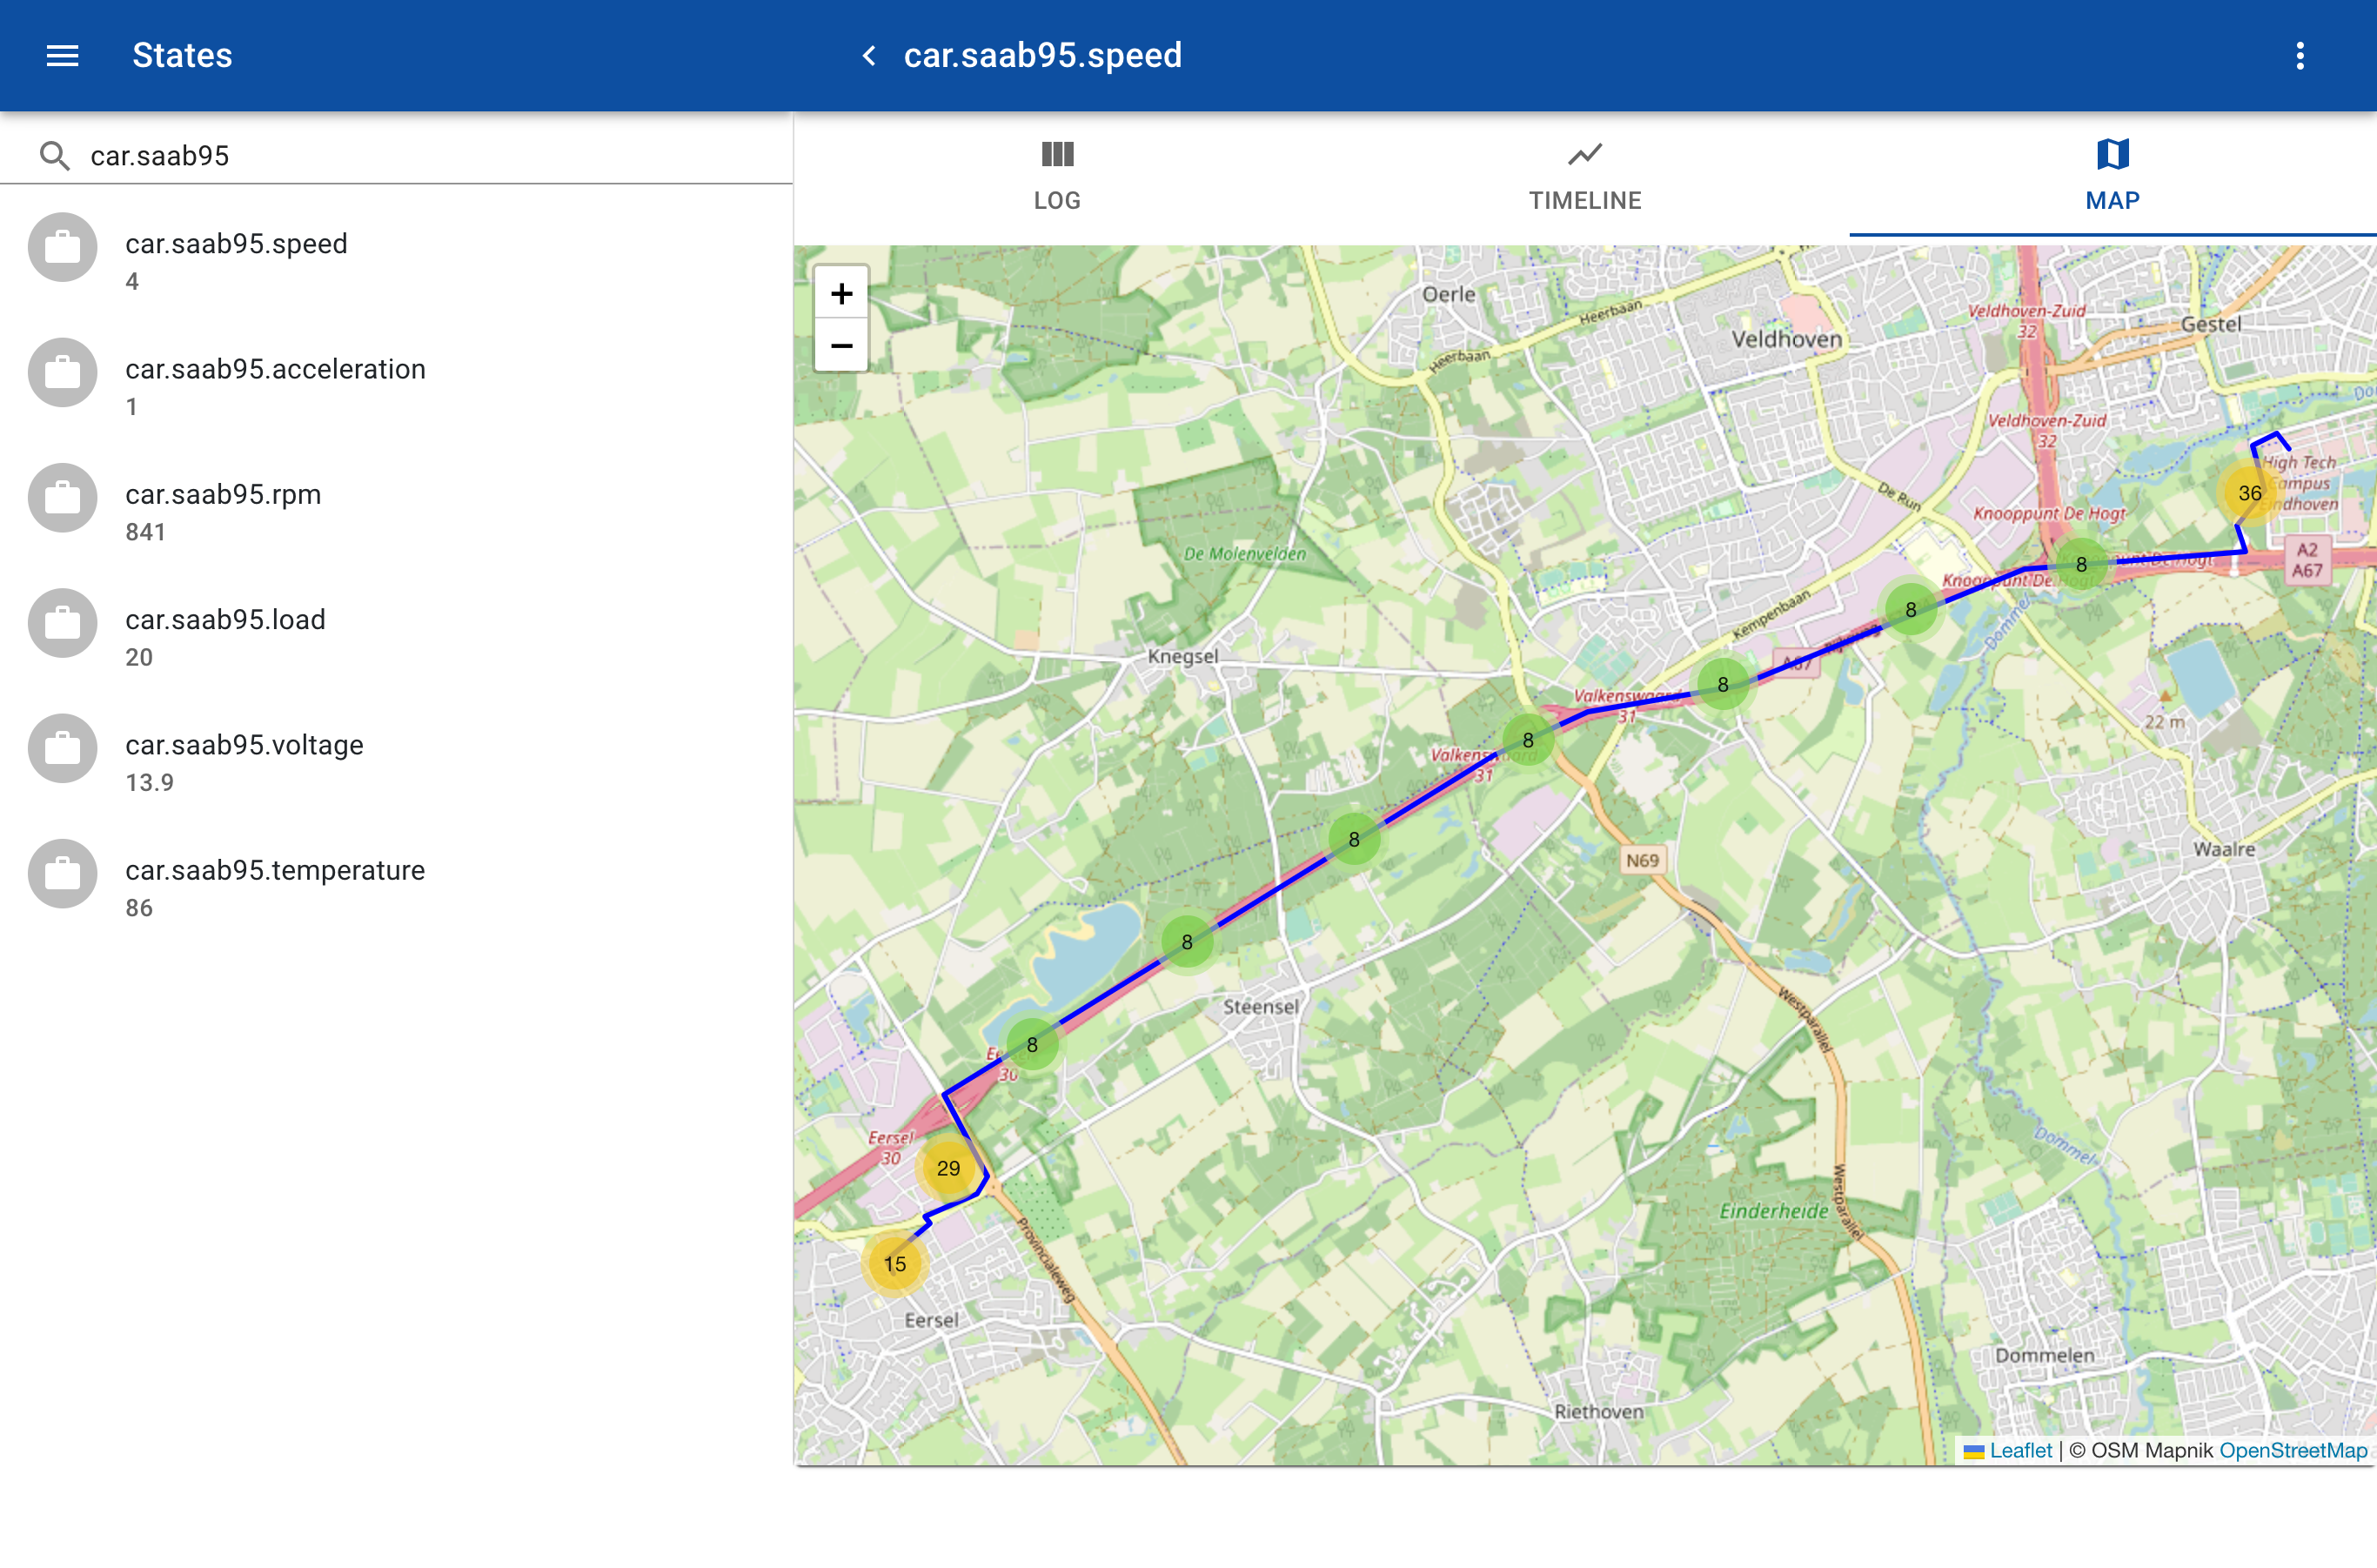 States
car.saab95.speed
car.saab95
car.saab95.speed
4
car.saab95.acceleration
1
car.saab95.rpm
841
car.saab95.load
20
car.saab95.voltage
13.9
car.saab95.temperature
86
LOG
TIMELINE
MAP
+
−
Oerle
Heerbaan
Heerbaan
Veldhoven
Veldhoven-Zuid
32
Gestel
Veldhoven-Zuid
32
High Tech
Campus
Eindhoven
36
De Run
Knooppunt De Hogt
De Molenvelden
8
Knooppunt De Hogt
A2
A67
Knooppunt De Hogt
8
Kempenbaan
Dommel
Knegsel
A67
8
Valkenswaard
31
22 m
8
Valkenswaard
31
8
N69
Waalre
8
Steensel
Westparallel
8
Eersel
30
Eersel
30
29
Dommel
Westparallel
Einderheide
Provincialeweg
15
Eersel
Dommelen
Riethoven
Leaflet | © OSM Mapnik OpenStreetMap